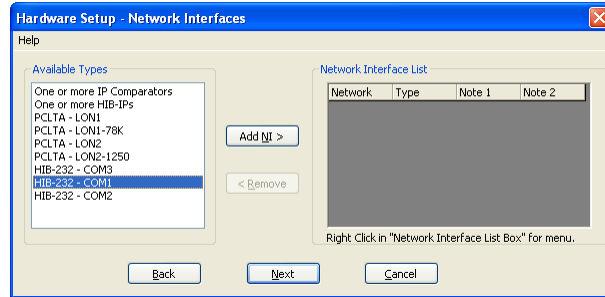 Hardware Setup - Network Interfaces
Help
Available Types
One or more IP Comparators
One or more HIB-IPs
PCLTA - LON1
PCLTA - LON1-78K
PCLTA - LON2
PCLTA - LON2-1250
HIB-232 - COM3
HIB-232 - COM1
HIB-232 - COM2
Add NI >
< Remove
Network Interface List
Network Type Note 1 Note 2
Right Click in "Network Interface List Box" for menu.
Back Next Cancel